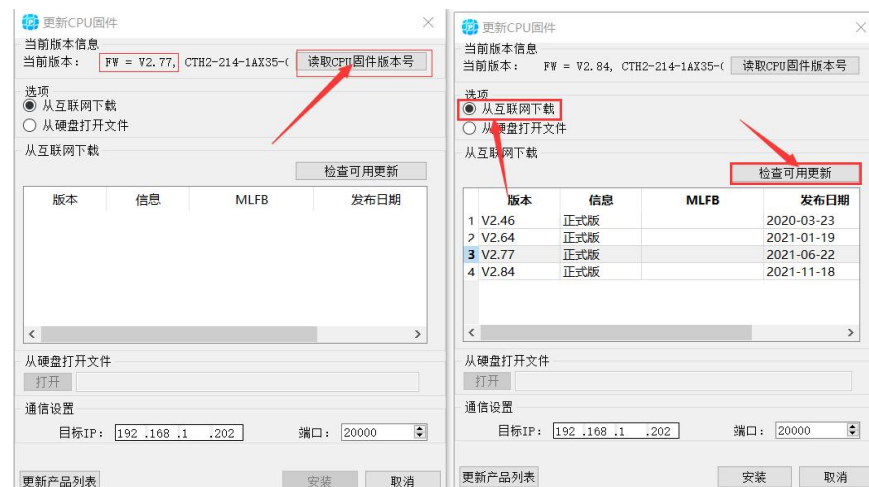 更新CPU固件
当前版本信息
当前版本： FW = V2.77, CTH2-214-1AX35-( 读取CPU固件版本号
选项
从互联网下载
从硬盘打开文件
从互联网下载
检查可用更新
版本 信息 MLFB 发布日期
从硬盘打开文件
打开
通信设置
目标IP： 192 .168 .1 .202 端口： 20000
更新产品列表 安装 取消
更新CPU固件
当前版本信息
当前版本： FW = V2.84, CTH2-214-1AX35-( 读取CPU固件版本号
选项
从互联网下载
从硬盘打开文件
从互联网下载
检查可用更新
版本 信息 MLFB 发布日期
1 V2.46 正式版 2020-03-23
2 V2.64 正式版 2021-01-19
3 V2.77 正式版 2021-06-22
4 V2.84 正式版 2021-11-18
从硬盘打开文件
打开
通信设置
目标IP： 192 .168 .1 .202 端口： 20000
更新产品列表 安装 取消